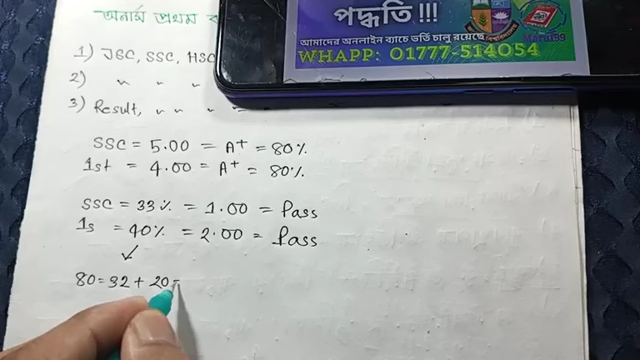 অনার্স প্রথম ব
পদ্ধতি !!!
আমাদের অনলাইন ব্যাচে ভর্তি চালু রয়েছে
WHAPP: 01777-514054
1) JSC, SSC, HSC
2) " " "
3) Result, " " "
SSC = 5.00 = A+ = 80%
1st = 4.00 = A+ = 80%
SSC = 33% = 1.00 = Pass
1s = 40% = 2.00 = Pass
80 = 32 + 20 =